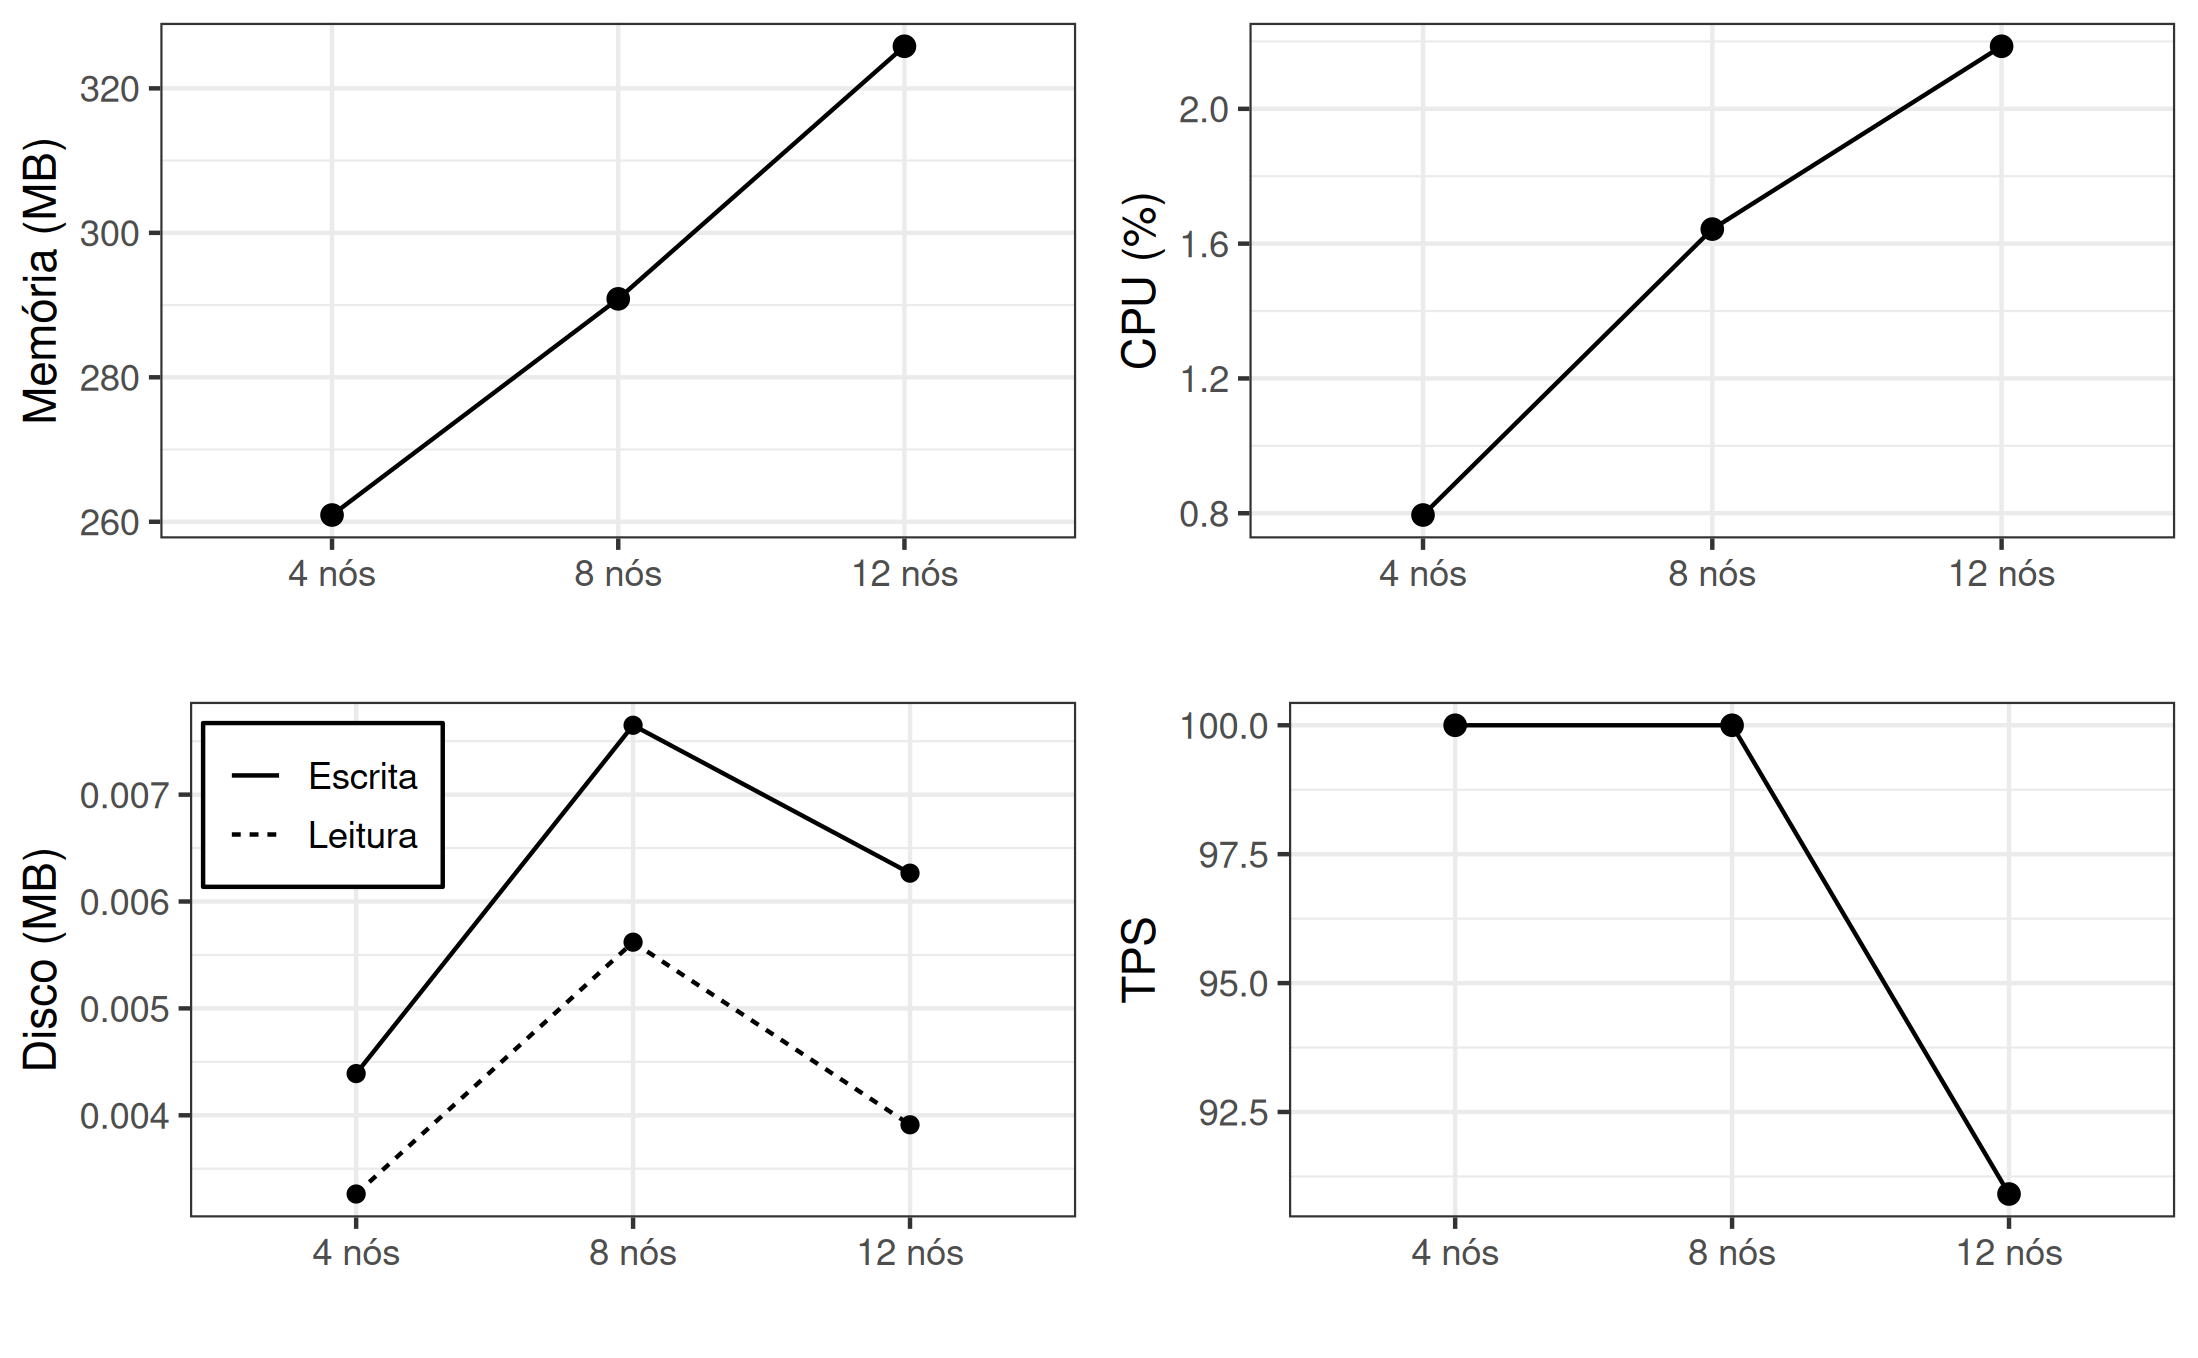 Memória (MB)
320
300
280
260
4 nós
8 nós
12 nós
CPU (%)
2.0
1.6
1.2
0.8
4 nós
8 nós
12 nós
Disco (MB)
0.007
0.006
0.005
0.004
Escrita
Leitura
4 nós
8 nós
12 nós
TPS
100.0
97.5
95.0
92.5
4 nós
8 nós
12 nós